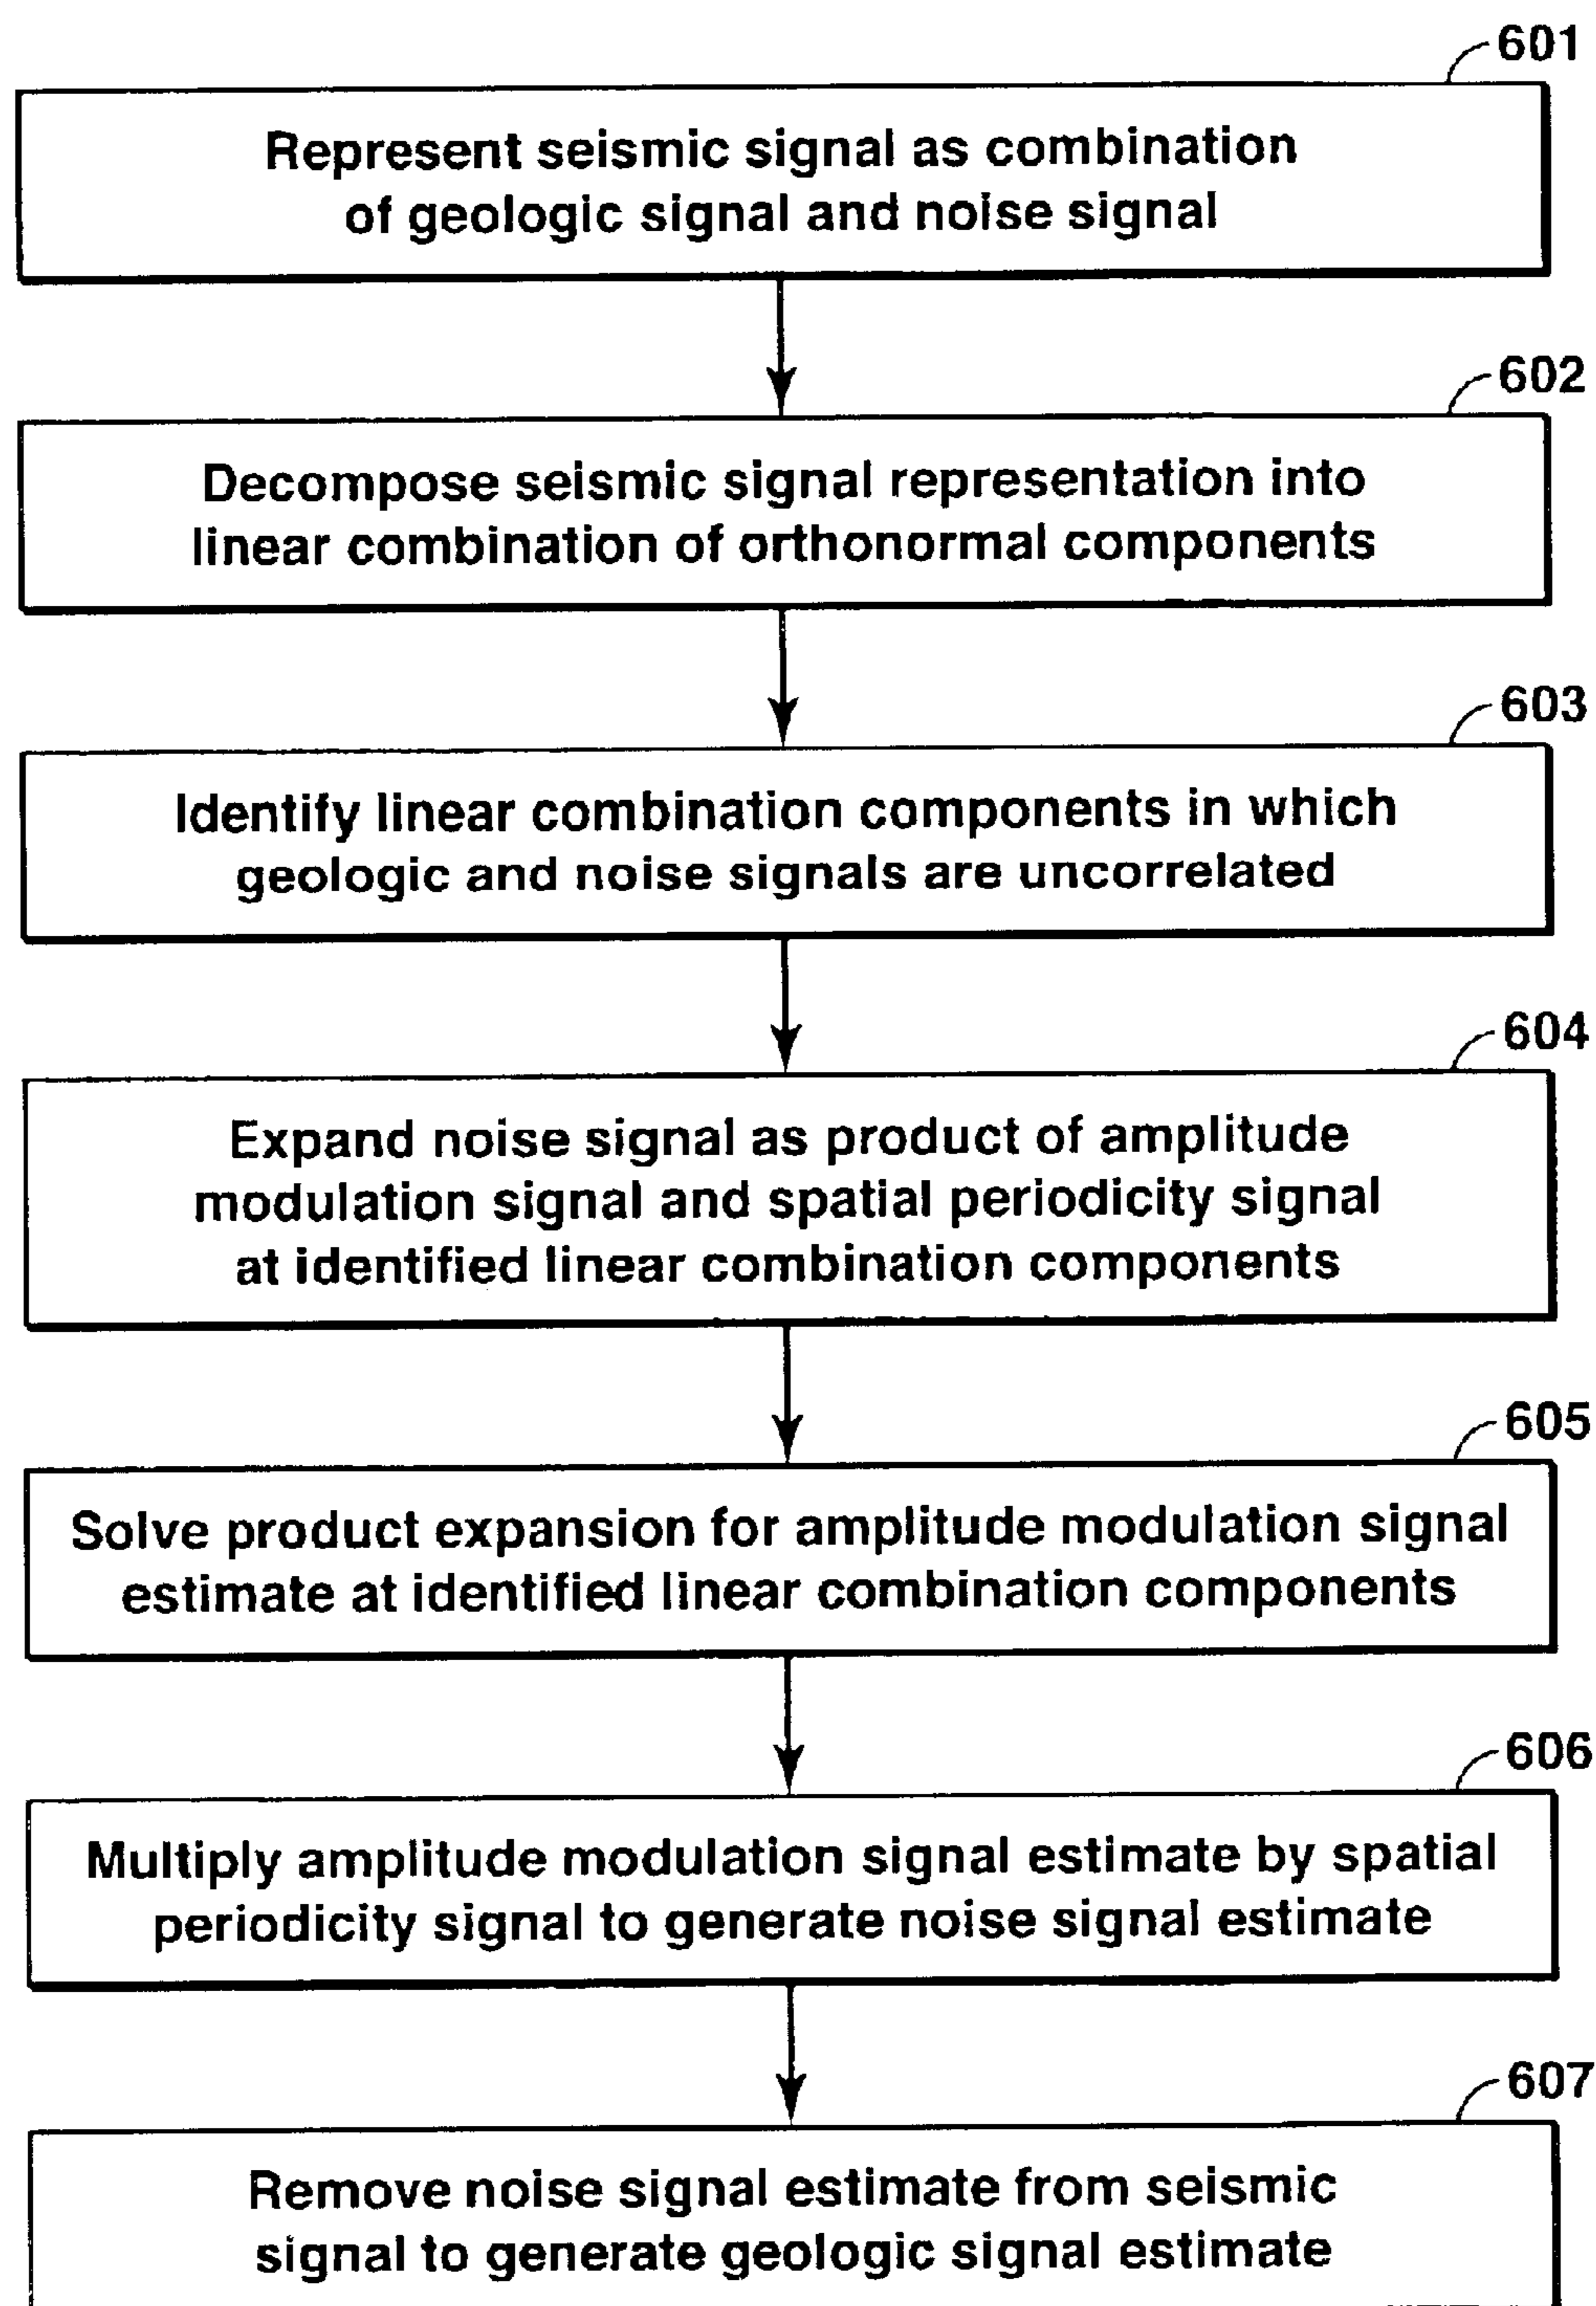 601
Represent seismic signal as combination
of geologic signal and noise signal
602
Decompose seismic signal representation into
linear combination of orthonormal components
603
Identify linear combination components in which
geologic and noise signals are uncorrelated
604
Expand noise signal as product of amplitude
modulation signal and spatial periodicity signal
at identified linear combination components
605
Solve product expansion for amplitude modulation signal
estimate at identified linear combination components
606
Multiply amplitude modulation signal estimate by spatial
periodicity signal to generate noise signal estimate
607
Remove noise signal estimate from seismic
signal to generate geologic signal estimate